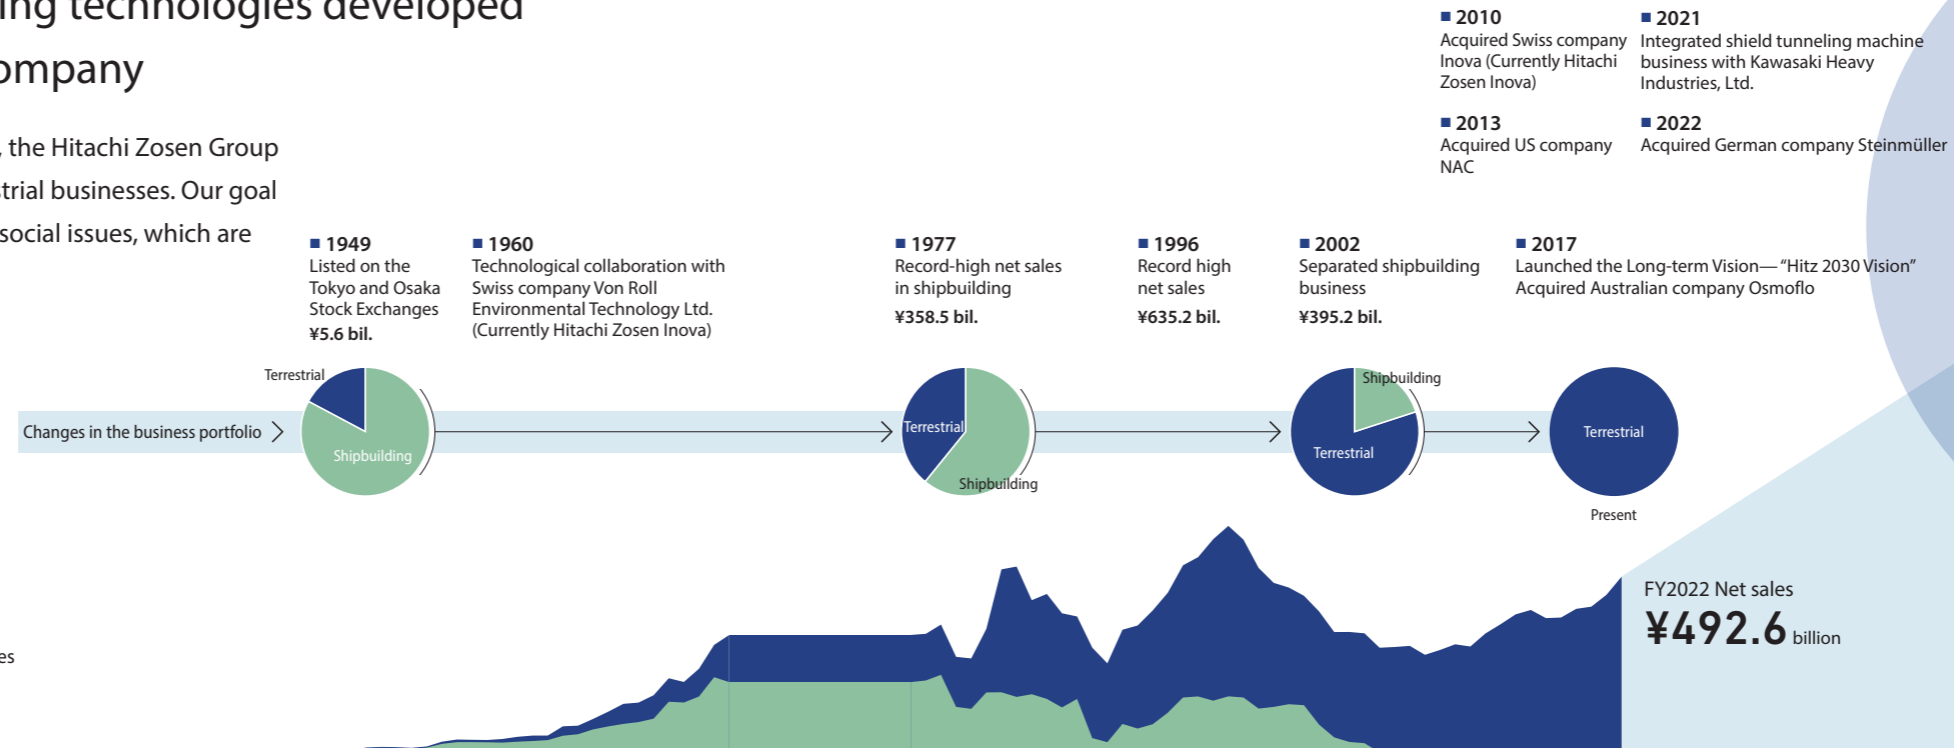 ing technologies developed
ompany
, the Hitachi Zosen Group
strial businesses. Our goal
social issues, which are
■ 2010
Acquired Swiss company
Inova (Currently Hitachi
Zosen Inova)
■ 2013
Acquired US company
NAC
■ 2021
Integrated shield tunneling machine
business with Kawasaki Heavy
Industries, Ltd.
■ 2022
Acquired German company Steinmüller
■ 1949
Listed on the
Tokyo and Osaka
Stock Exchanges
¥5.6 bil.
■ 1960
Technological collaboration with
Swiss company Von Roll
Environmental Technology Ltd.
(Currently Hitachi Zosen Inova)
■ 1977
Record-high net sales
in shipbuilding
¥358.5 bil.
■ 1996
Record high
net sales
¥635.2 bil.
■ 2002
Separated shipbuilding
business
¥395.2 bil.
■ 2017
Launched the Long-term Vision—“Hitz 2030 Vision”
Acquired Australian company Osmoflo
Changes in the business portfolio
Terrestrial
Shipbuilding
Terrestrial
Shipbuilding
Shipbuilding
Terrestrial
Terrestrial
Present
FY2022 Net sales
¥492.6 billion
es